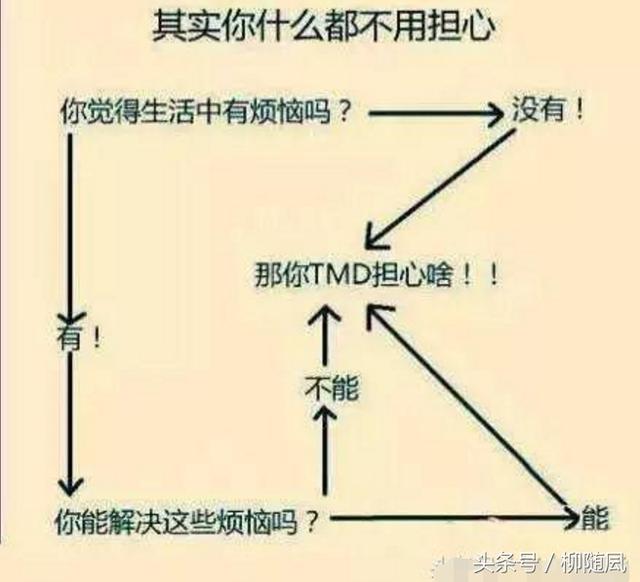 其实你什么都不用担心
你觉得生活中有烦恼吗？
没有！
那你TMD担心啥！！
有！
不能
你能解决这些烦恼吗？
能
头条号 / 柳随风